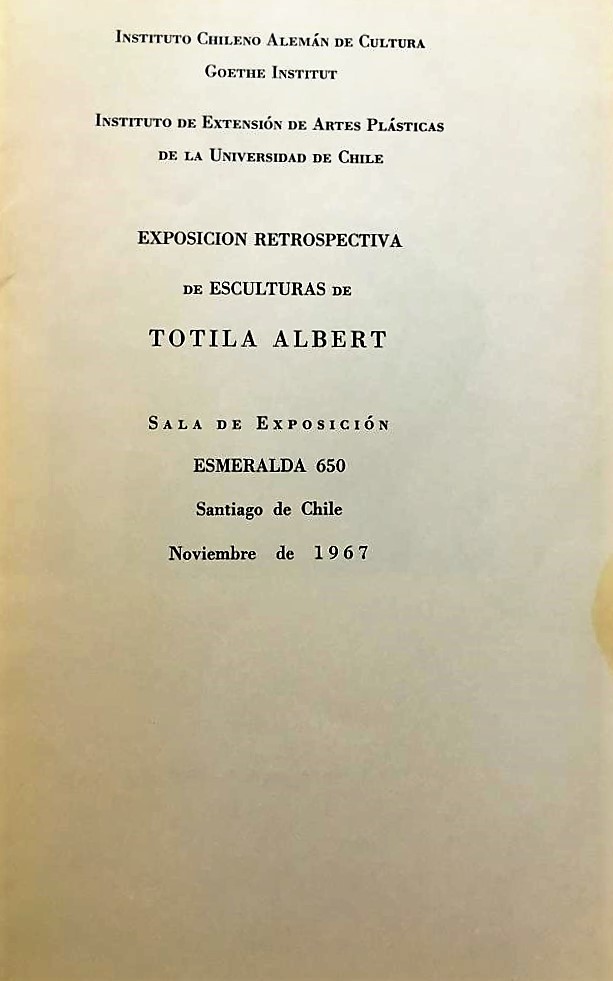 Instituto Chileno Alemán de Cultura
Goethe Institut
Instituto de Extensión de Artes Plásticas
de la Universidad de Chile
EXPOSICION RETROSPECTIVA
de ESCULTURAS de
TOTILA ALBERT
Sala de Exposición
ESMERALDA 650
Santiago de Chile
Noviembre de 1967